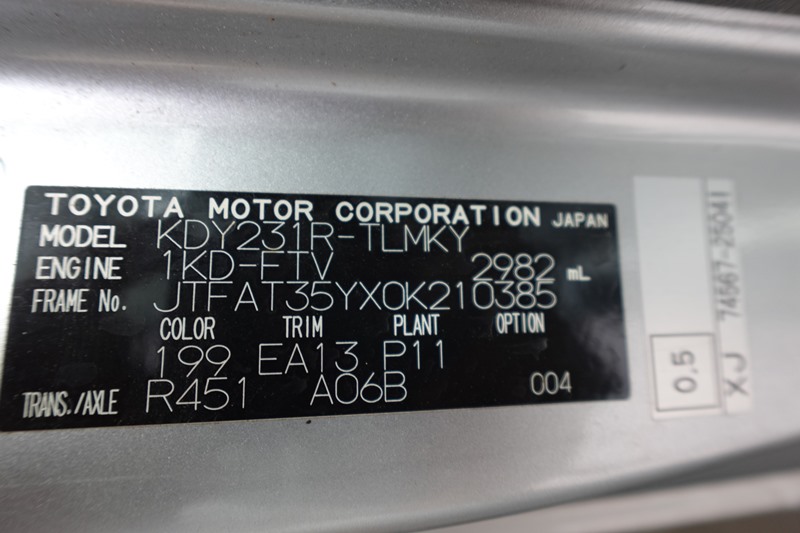 TOYOTA MOTOR CORPORATION JAPAN
MODEL KDY231R-TLMKY
ENGINE 1KD-FTV 2982 mL
FRAME No. JTFAT35YX0K210385
COLOR TRIM PLANT OPTION
199 EA13 P11
TRANS./AXLE R451 A06B 004
0.5
XJ 74567-25041